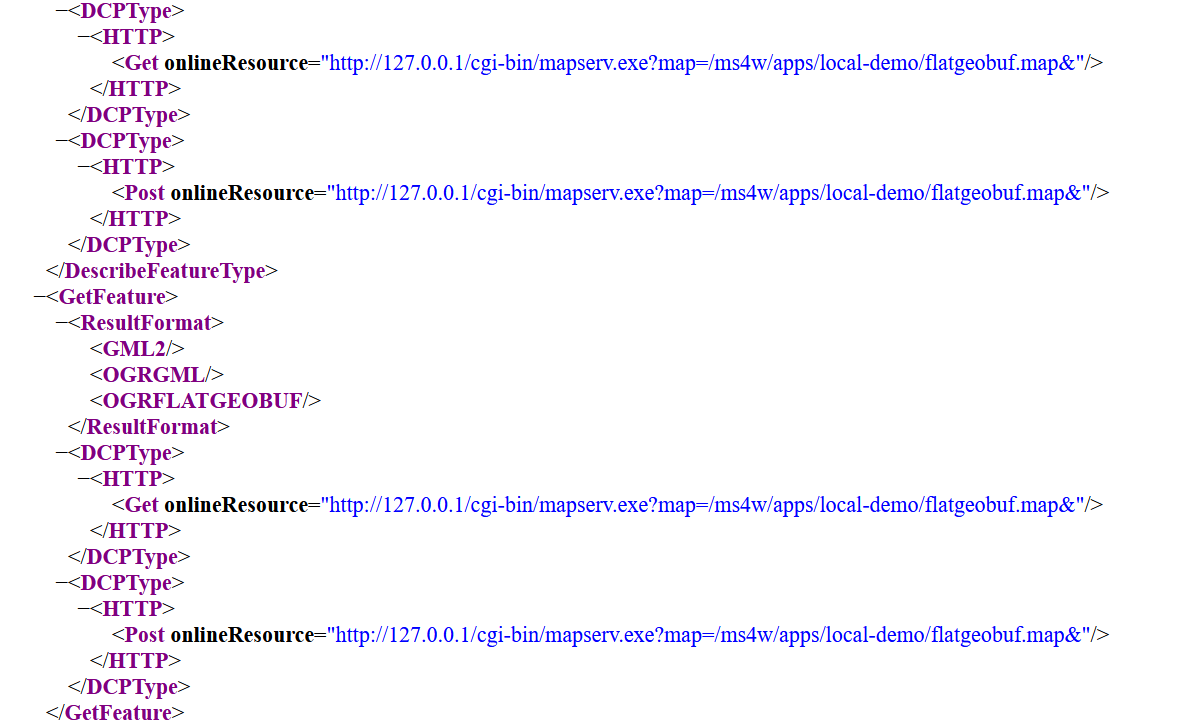 −<DCPType>
−<HTTP>
<Get onlineResource="http://127.0.0.1/cgi-bin/mapserv.exe?map=/ms4w/apps/local-demo/flatgeobuf.map&"/>
</HTTP>
</DCPType>
−<DCPType>
−<HTTP>
<Post onlineResource="http://127.0.0.1/cgi-bin/mapserv.exe?map=/ms4w/apps/local-demo/flatgeobuf.map&"/>
</HTTP>
</DCPType>
</DescribeFeatureType>
−<GetFeature>
−<ResultFormat>
<GML2/>
<OGRGML/>
<OGRFLATGEOBUF/>
</ResultFormat>
−<DCPType>
−<HTTP>
<Get onlineResource="http://127.0.0.1/cgi-bin/mapserv.exe?map=/ms4w/apps/local-demo/flatgeobuf.map&"/>
</HTTP>
</DCPType>
−<DCPType>
−<HTTP>
<Post onlineResource="http://127.0.0.1/cgi-bin/mapserv.exe?map=/ms4w/apps/local-demo/flatgeobuf.map&"/>
</HTTP>
</DCPType>
</GetFeature>